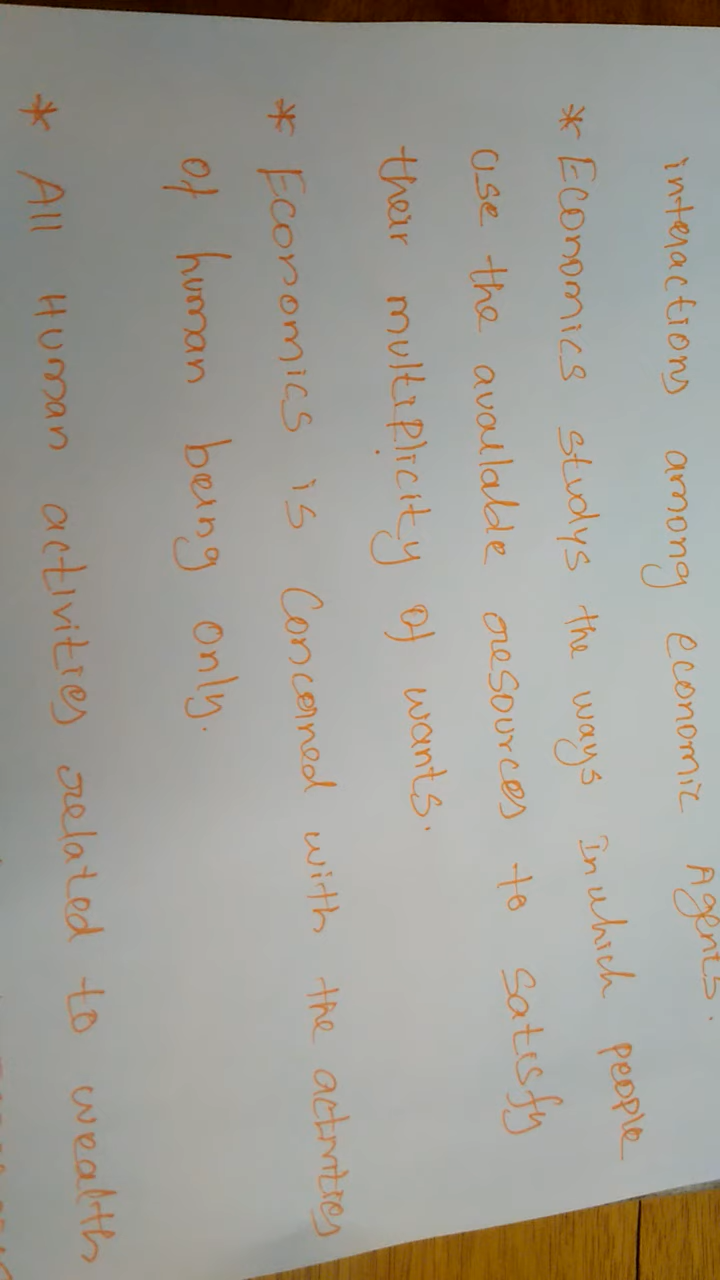 interactions among economic Agents.
* Economics studys the ways in which people
use the available resources to satisfy
their multiplicity of wants.
* Economics is Concerned with the activities
of human being only.
* All Human activities related to wealth